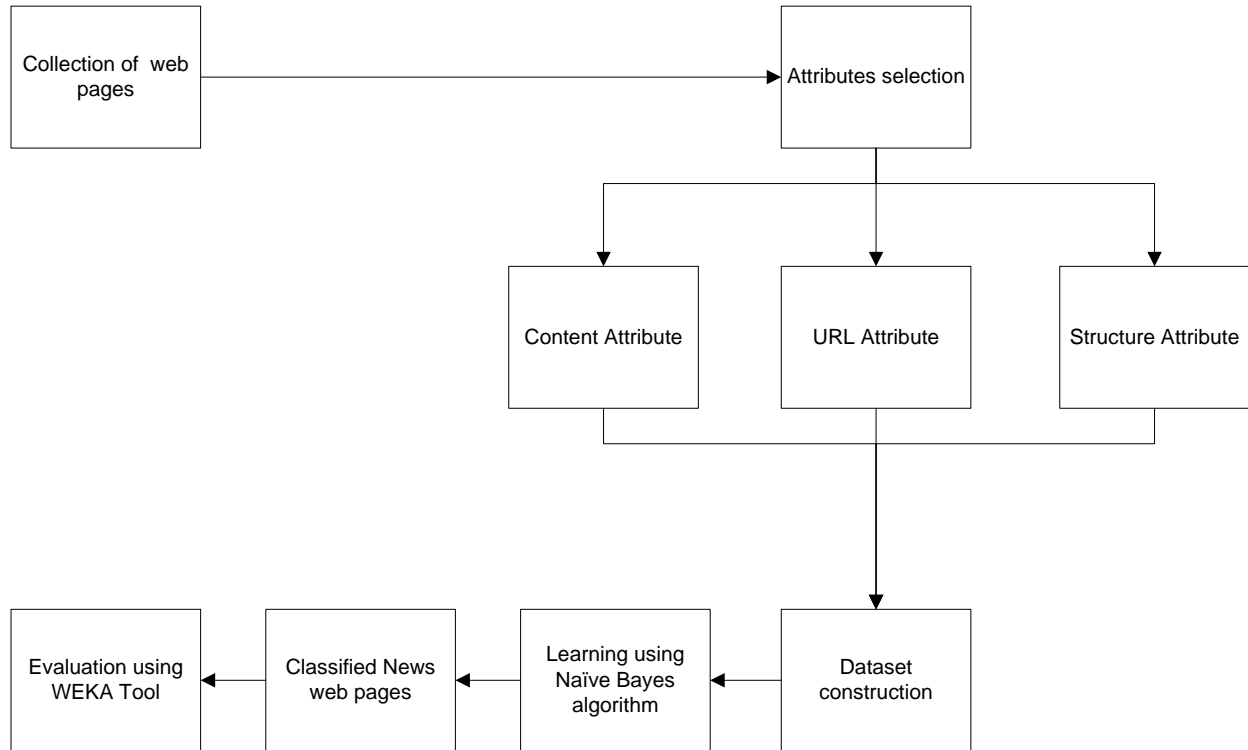 Collection of web
pages
Attributes selection
Content Attribute
URL Attribute
Structure Attribute
Evaluation using
WEKA Tool
Classified News
web pages
Learning using
Naïve Bayes
algorithm
Dataset
construction